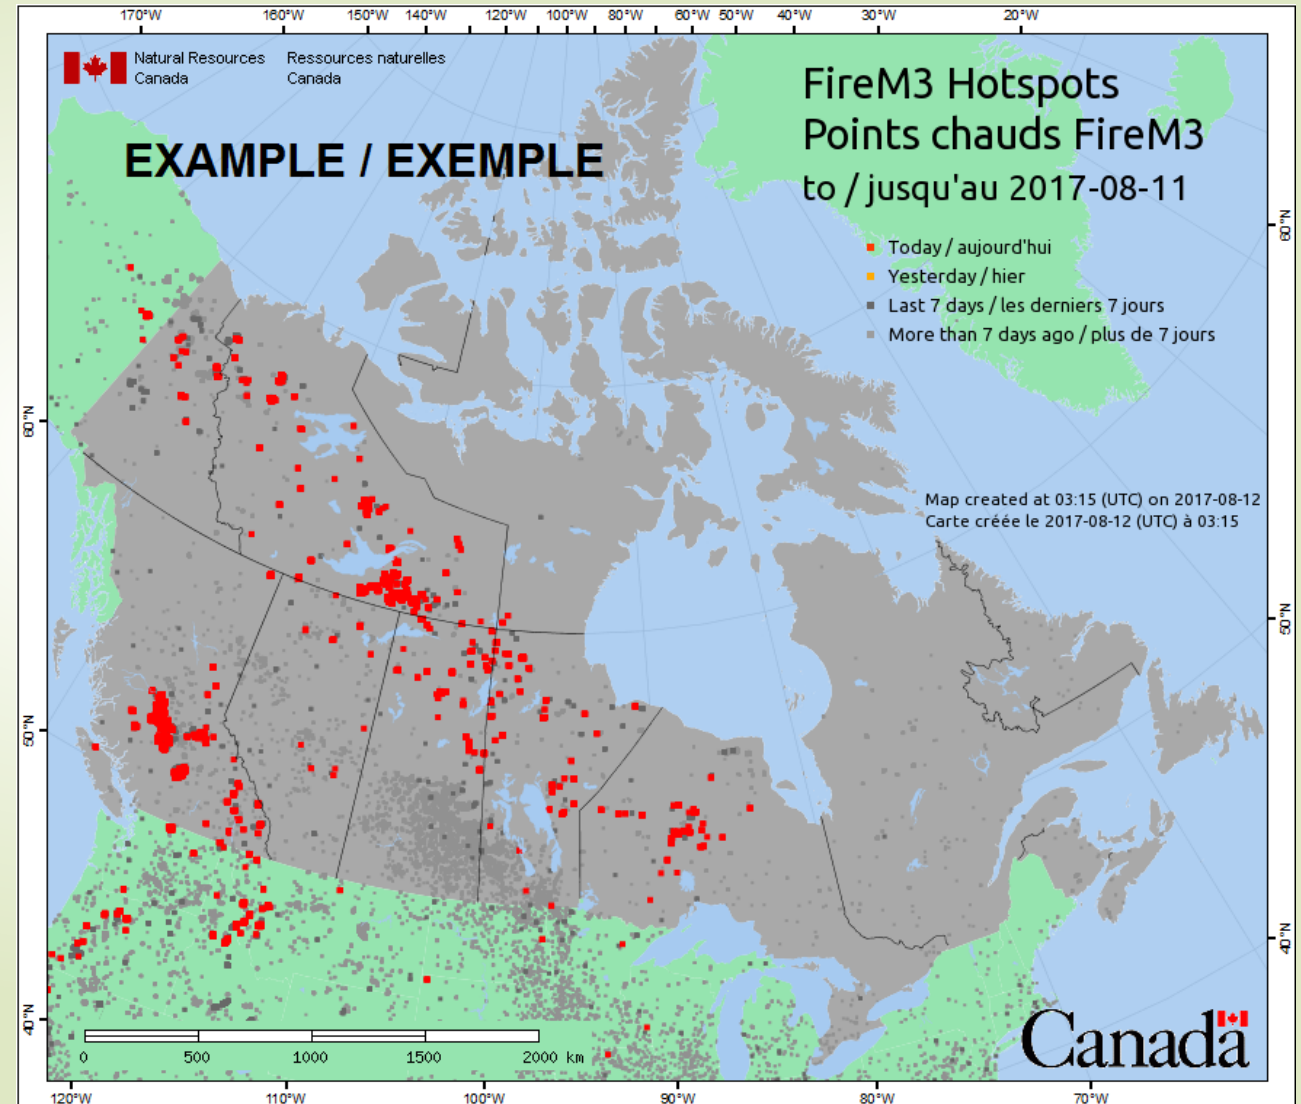 170°W 160°W 150°W 140°W 120°W 100°W 80°W 60°W 50°W 40°W 30°W 20°W
Natural Resources Ressources naturelles
Canada Canada
EXAMPLE / EXEMPLE
FireM3 Hotspots
Points chauds FireM3
to / jusqu'au 2017-08-11
Today / aujourd'hui
Yesterday / hier
Last 7 days / les derniers 7 jours
More than 7 days ago / plus de 7 jours
60°N
60°N
Map created at 03:15 (UTC) on 2017-08-12
Carte créée le 2017-08-12 (UTC) à 03:15
50°N
50°N
40°N
40°N
0 500 1000 1500 2000 km
Canada
120°W 110°W 100°W 90°W 80°W 70°W